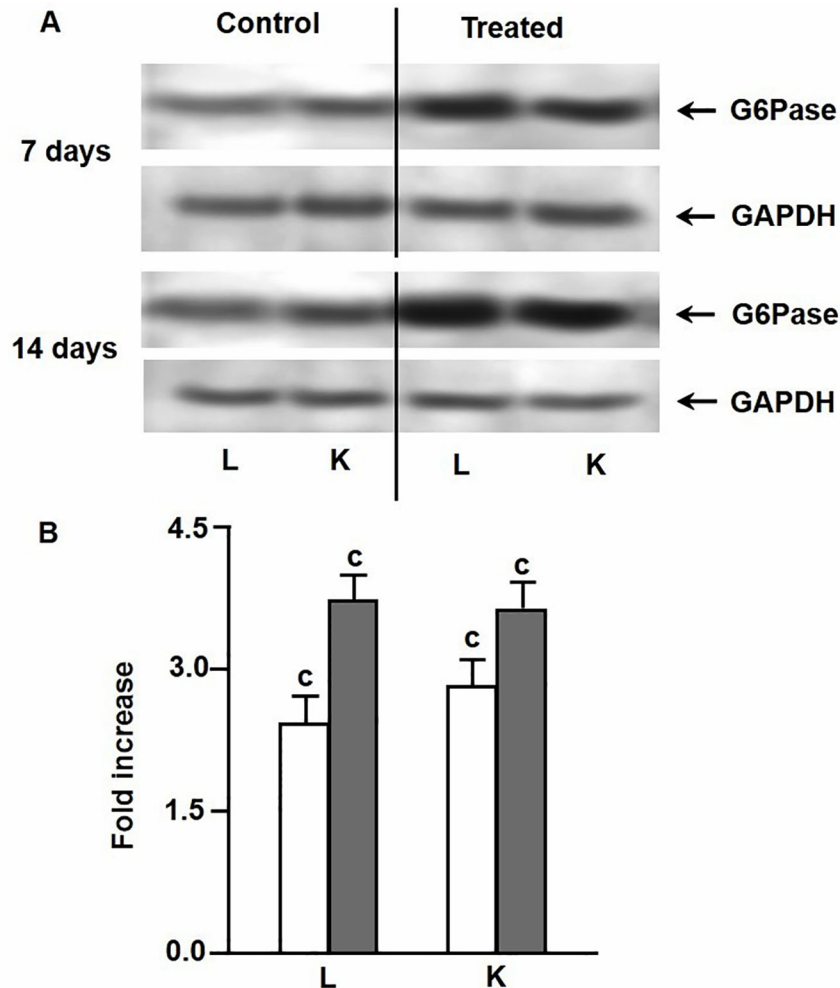 A
Control
Treated
7 days
G6Pase
GAPDH
14 days
G6Pase
GAPDH
L
K
L
K
B
Fold increase
4.5
3.0
1.5
0.0
c
c
c
c
L
K